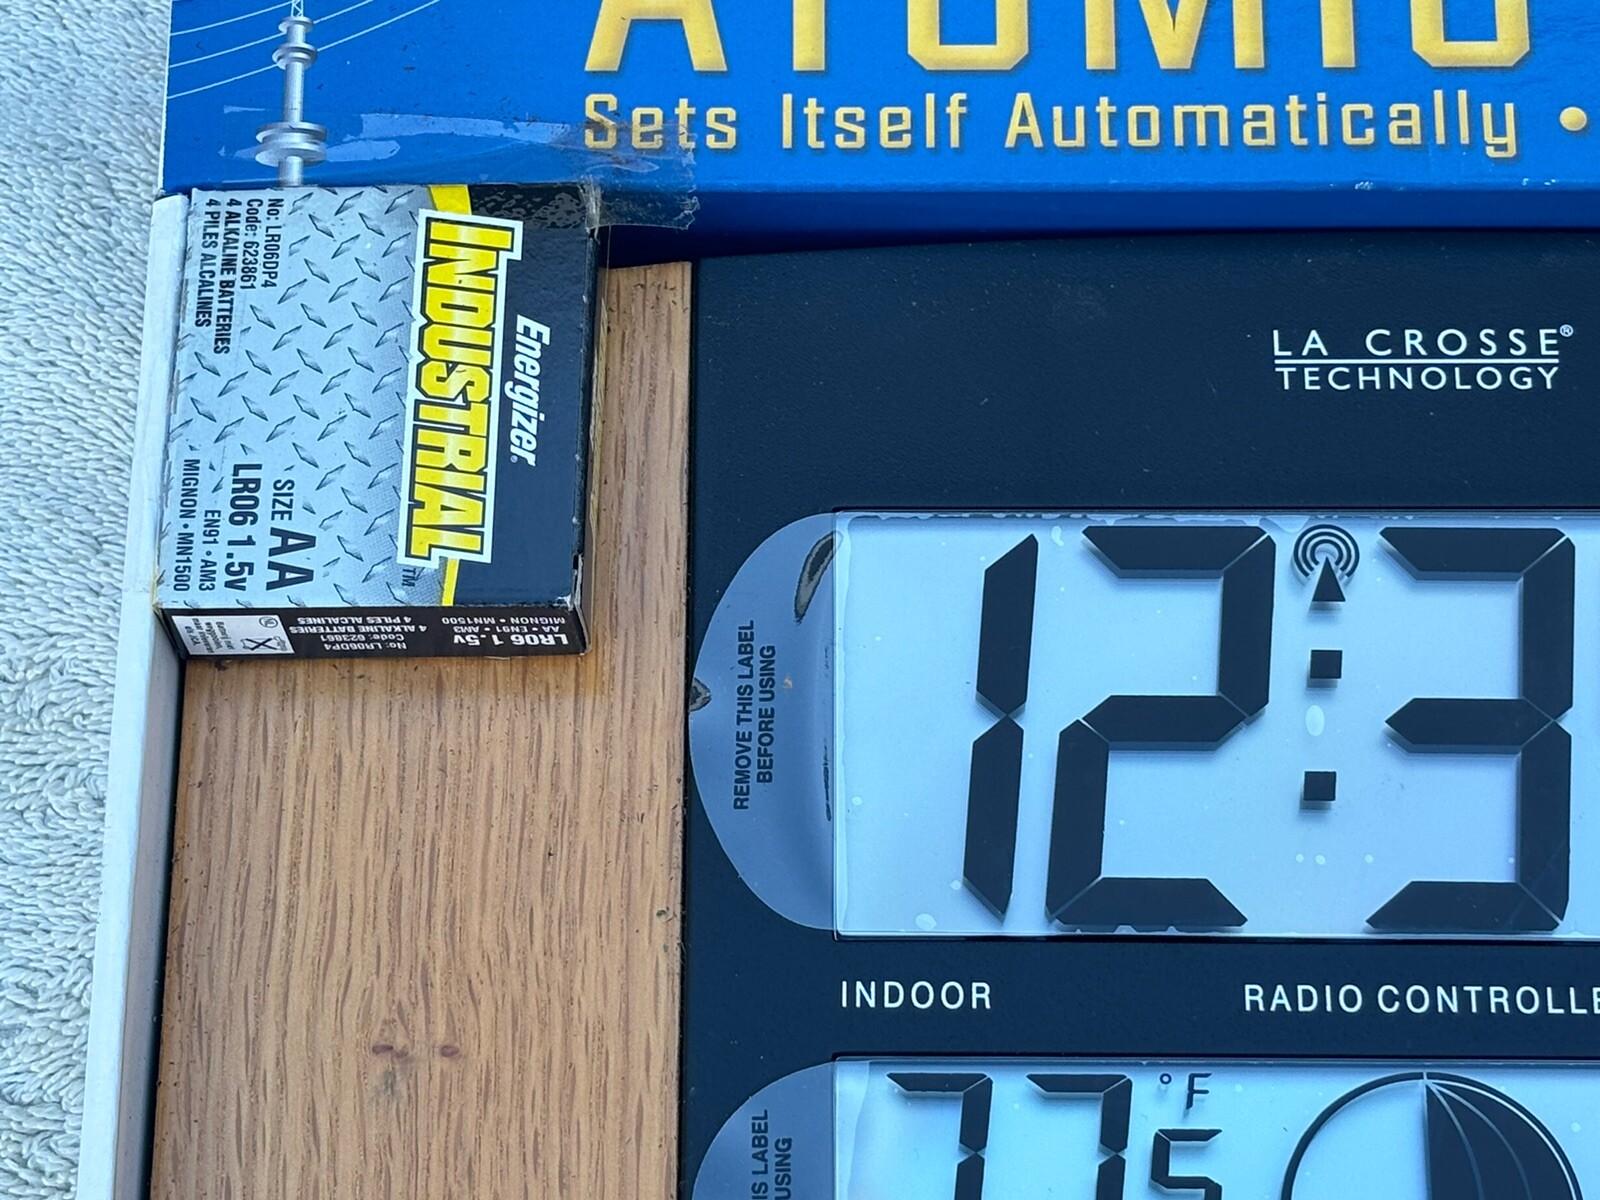 ATOMIC
Sets Itself Automatically •
No: LR06DP4
Code: 623861
4 ALKALINE BATTERIES
4 PILES ALCALINES
Energizer®
INDUSTRIAL™
SIZE AA
LR06 1.5v
EN91 • AM3
MIGNON • MN1500
LR06 1.5v
AA • EN91 • AM3
MIGNON • MN1500
No: LR06DP4
Code: 623861
4 ALKALINE BATTERIES
4 PILES ALCALINES
LA CROSSE®
TECHNOLOGY
REMOVE THIS LABEL
BEFORE USING
12:3
INDOOR
RADIO CONTROLLE
77.5 °F
IS LABEL
USING